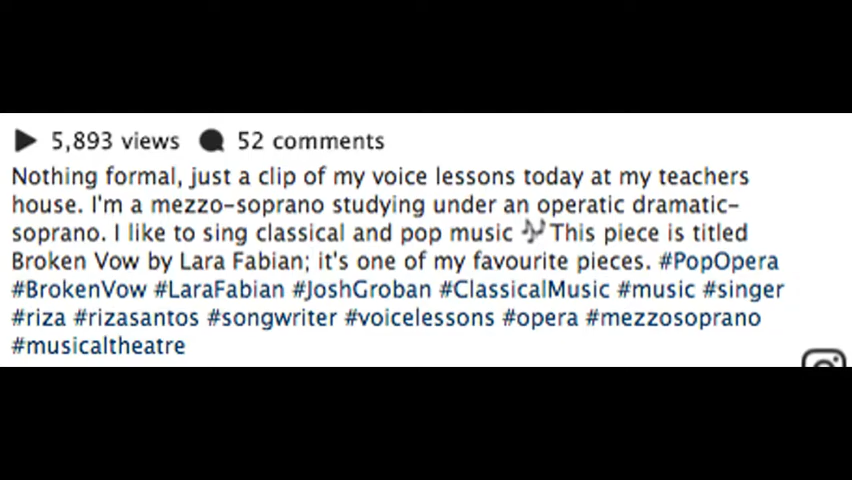 5,893 views 52 comments
Nothing formal, just a clip of my voice lessons today at my teachers
house. I'm a mezzo-soprano studying under an operatic dramatic-
soprano. I like to sing classical and pop music 🎶This piece is titled
Broken Vow by Lara Fabian; it's one of my favourite pieces. #PopOpera
#BrokenVow #LaraFabian #JoshGroban #ClassicalMusic #music #singer
#riza #rizasantos #songwriter #voicelessons #opera #mezzosoprano
#musicaltheatre